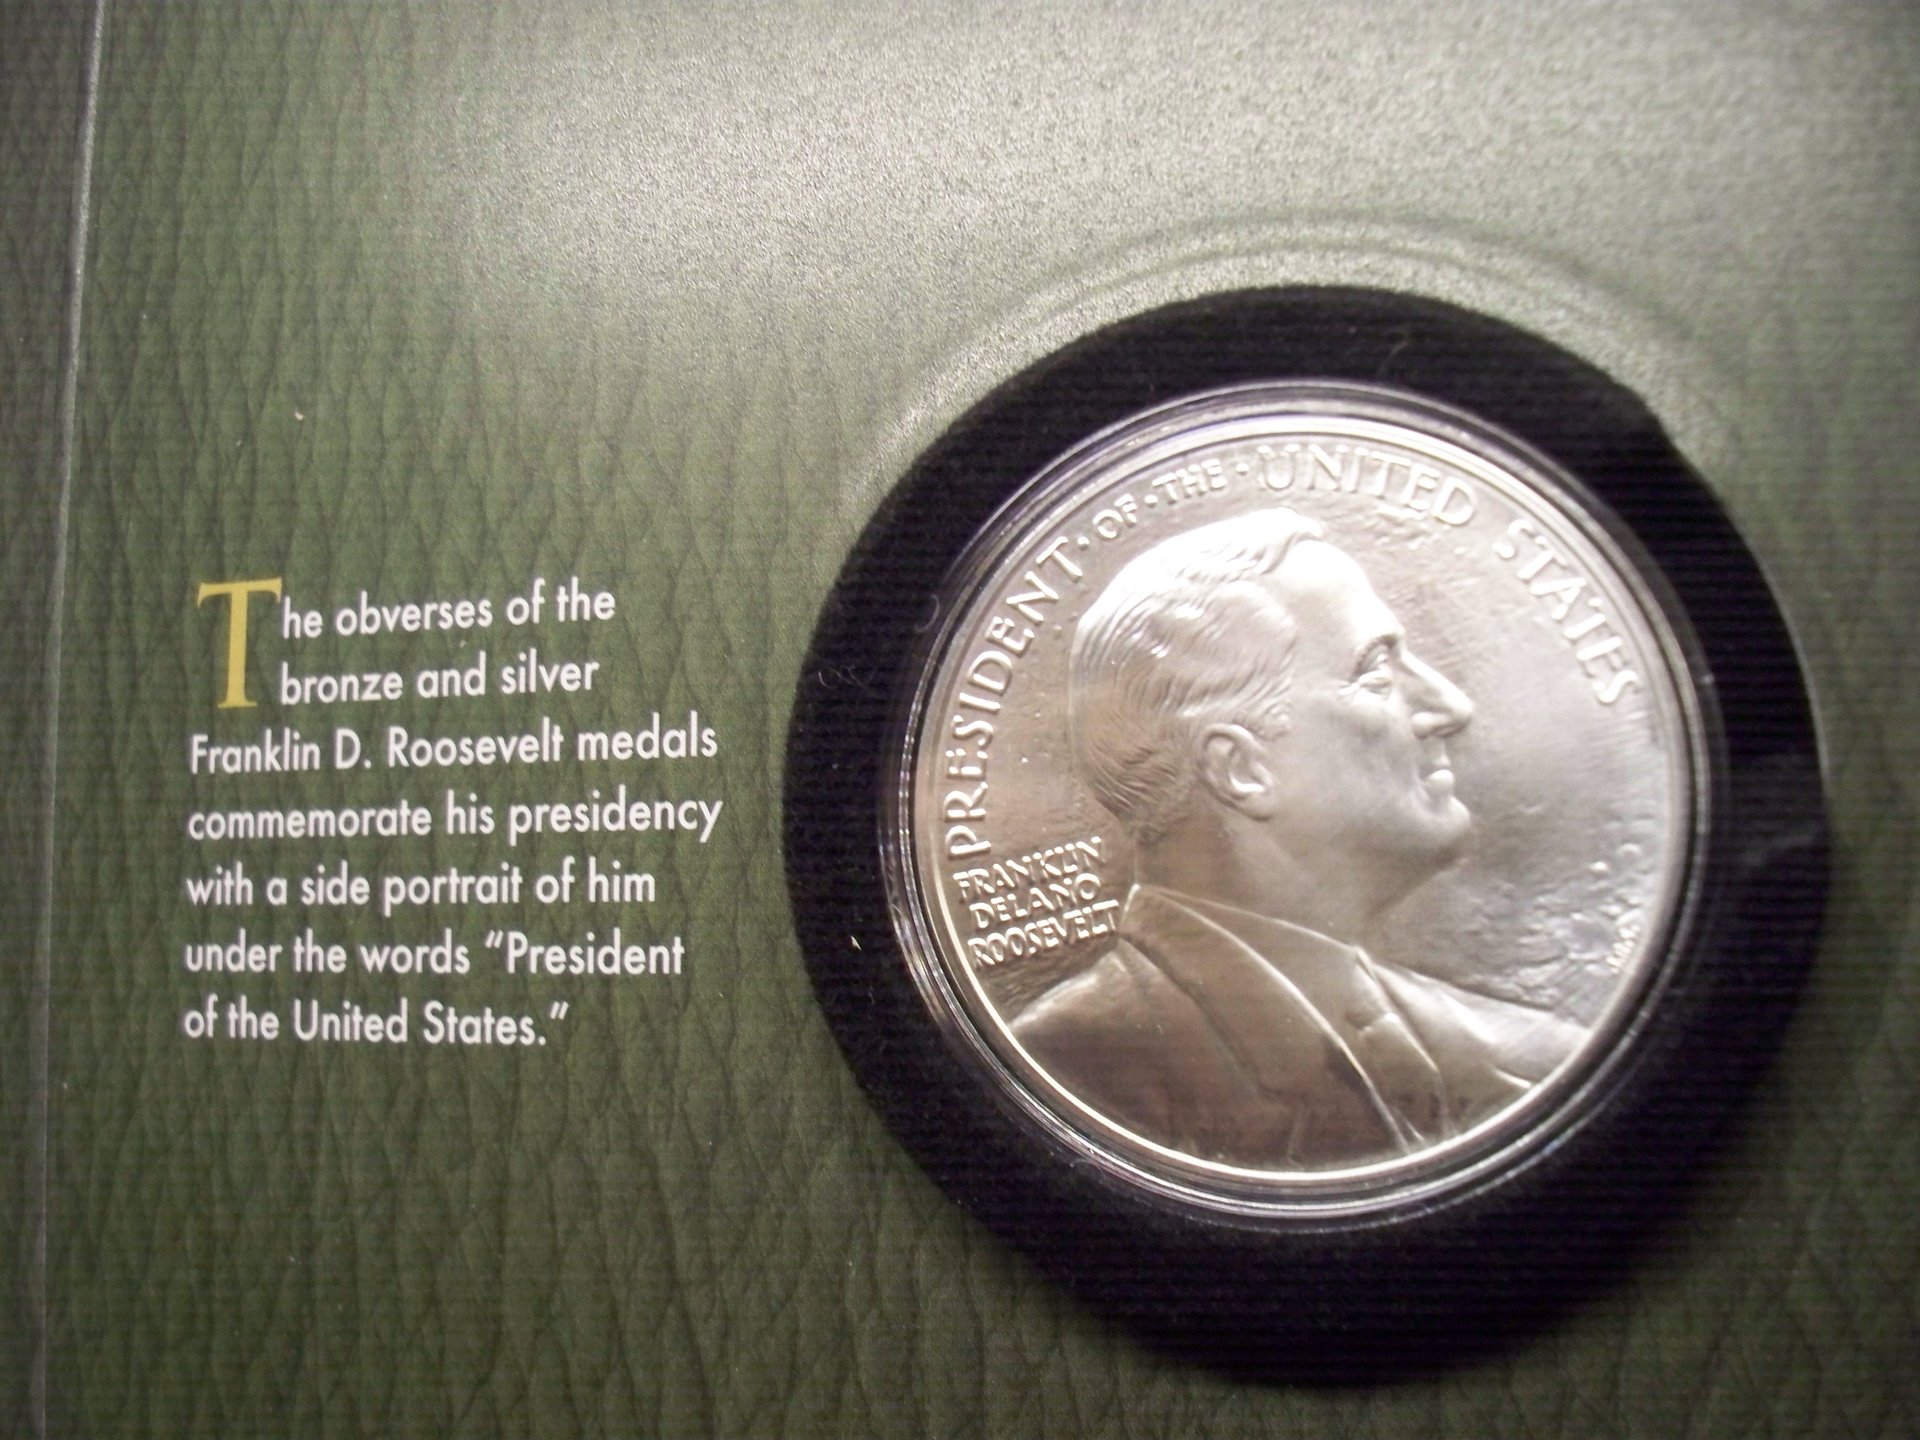 The obverses of the
bronze and silver
Franklin D. Roosevelt medals
commemorate his presidency
with a side portrait of him
under the words “President
of the United States.”
PRESIDENT·OF·THE·UNITED STATES
FRANKLIN
DELANO
ROOSEVELT